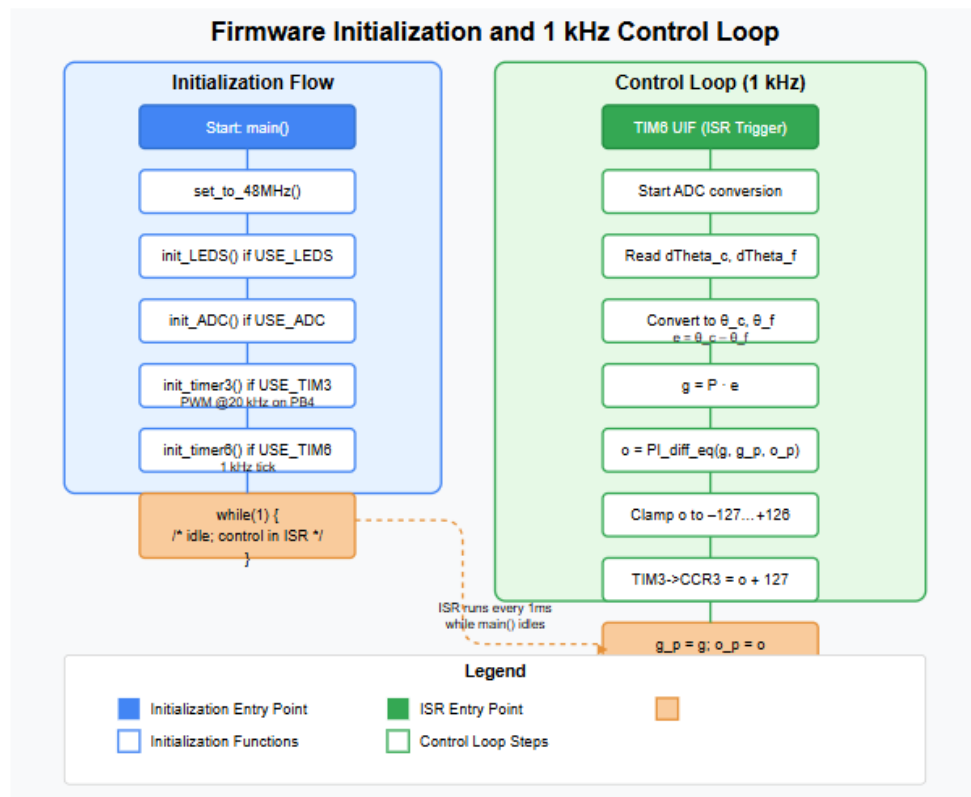 Firmware Initialization and 1 kHz Control Loop
Initialization Flow
Start: main()
set_to_48MHz()
init_LEDS() if USE_LEDS
init_ADC() if USE_ADC
init_timer3() if USE_TIM3
PWM @20 kHz on PB4
init_timer6() if USE_TIM6
1 kHz tick
while(1) {
/* idle; control in ISR */
}
Control Loop (1 kHz)
TIM6 UIF (ISR Trigger)
Start ADC conversion
Read dTheta_c, dTheta_f
Convert to θ_c, θ_f
e = θ_c − θ_f
g = P · e
o = PI_diff_eq(g, g_p, o_p)
Clamp o to −127…+126
TIM3->CCR3 = o + 127
ISR runs every 1ms
while main() idles
g_p = g; o_p = o
Legend
Initialization Entry Point
ISR Entry Point
Initialization Functions
Control Loop Steps